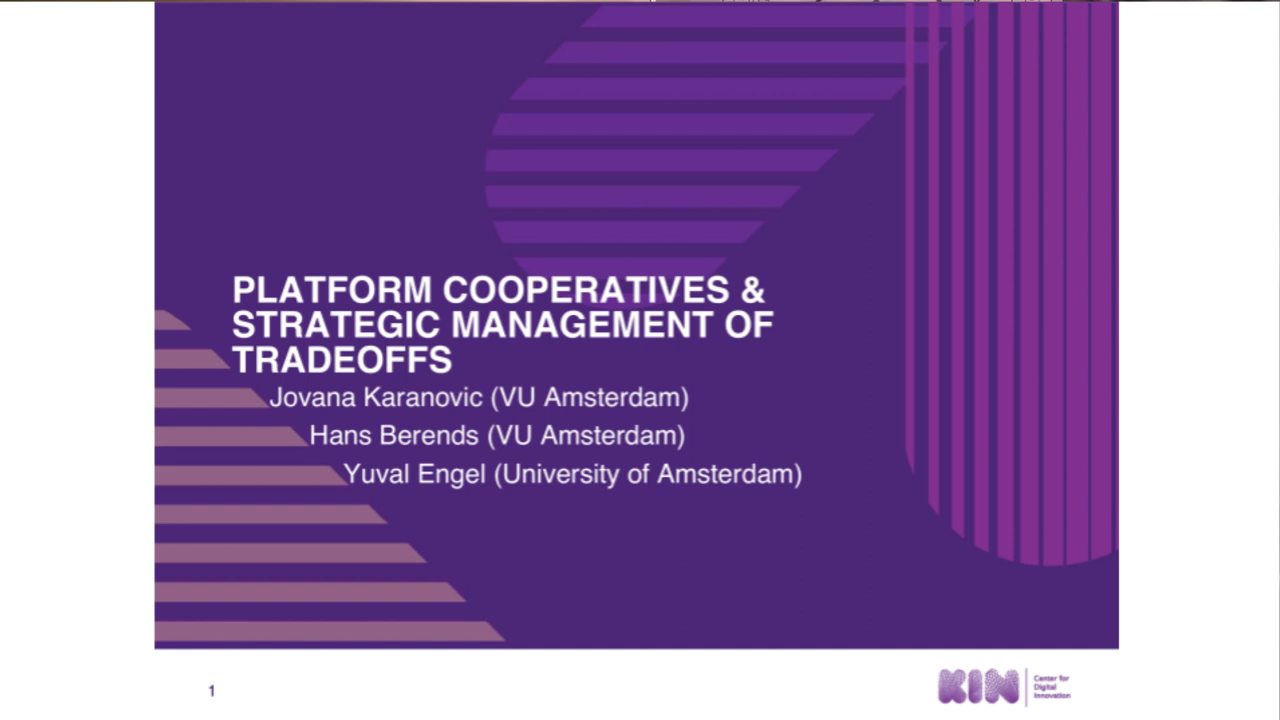 PLATFORM COOPERATIVES &
STRATEGIC MANAGEMENT OF
TRADEOFFS
Jovana Karanovic (VU Amsterdam)
Hans Berends (VU Amsterdam)
Yuval Engel (University of Amsterdam)
1
KIN
Center for
Digital
Innovation